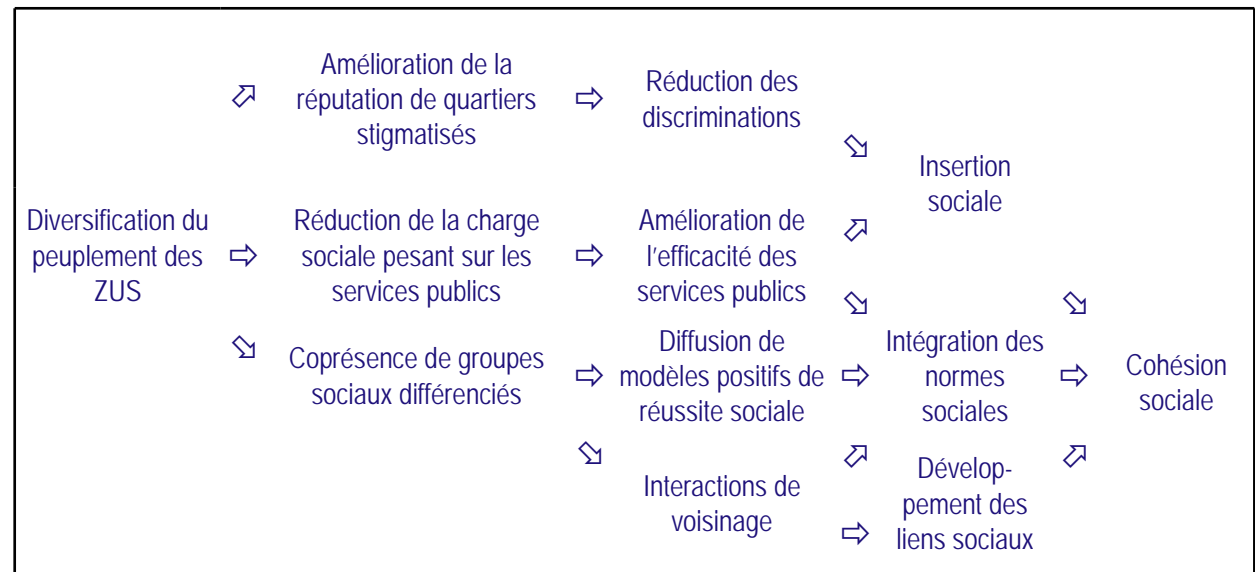 Amélioration de la
réputation de quartiers
stigmatisés
⇨
Réduction des
discriminations
Insertion
sociale
Diversification du
peuplement des
ZUS
⇨
Réduction de la charge
sociale pesant sur les
services publics
⇨
Amélioration de
l'efficacité des
services publics
Coprésence de groupes
sociaux différenciés
⇨
Diffusion de
modèles positifs de
réussite sociale
⇨
Intégration des
normes
sociales
⇨
Cohésion
sociale
Interactions de
voisinage
⇨
Dévelop-
pement des
liens sociaux